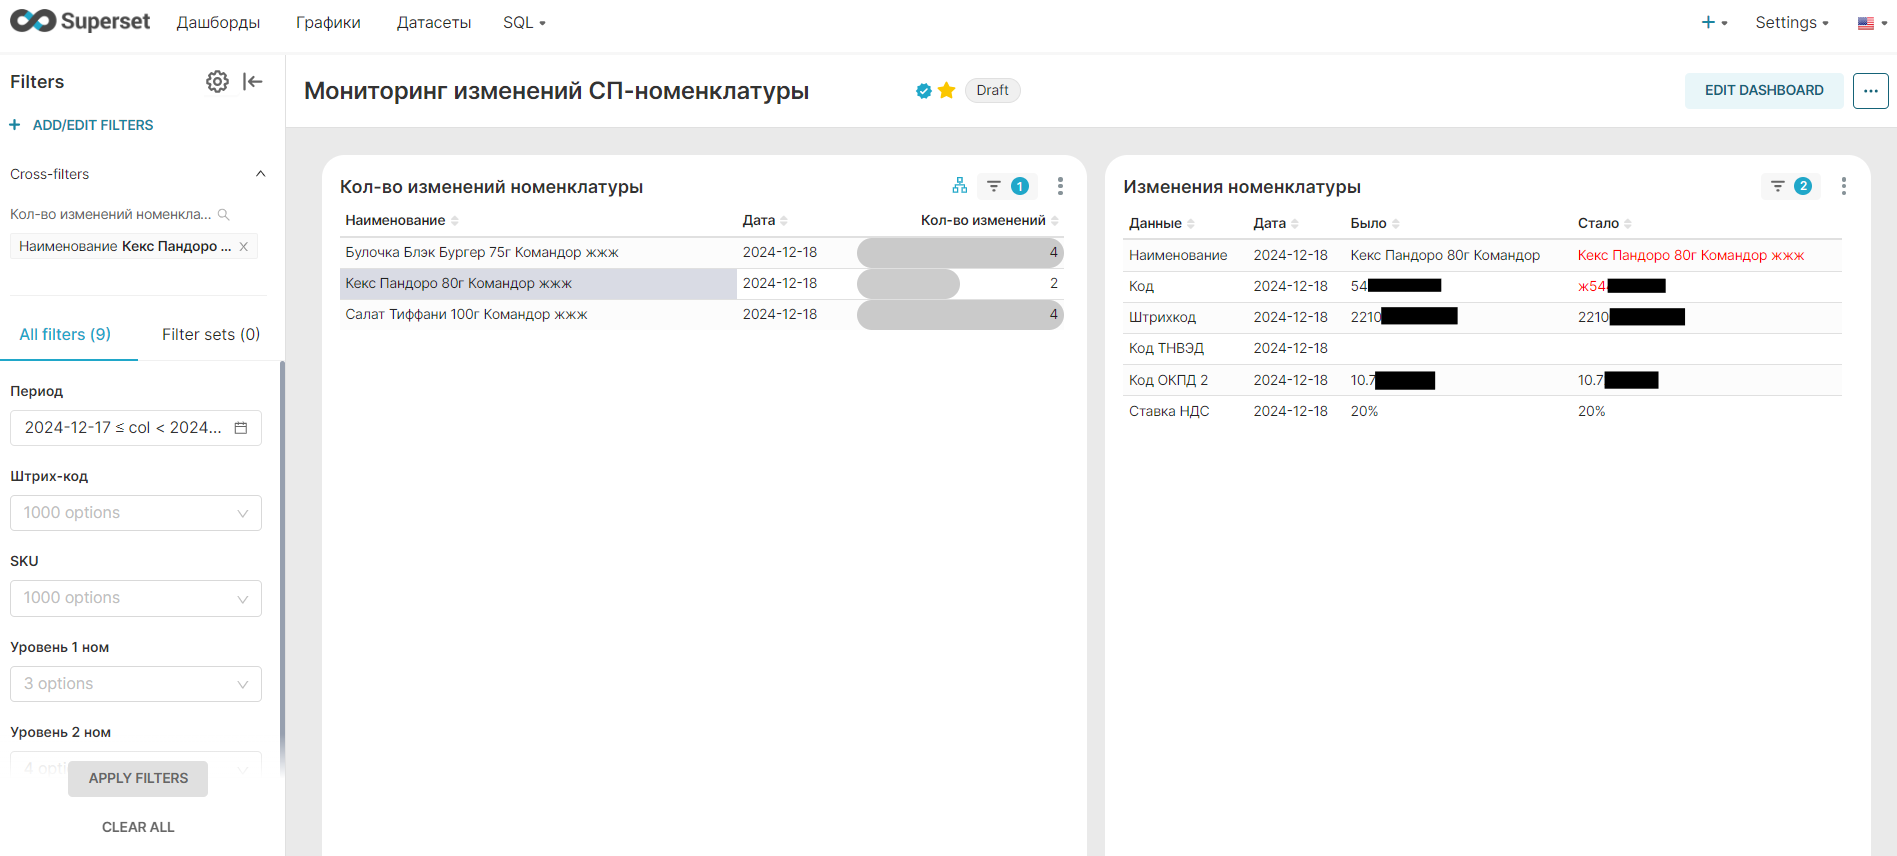 Superset Дашборды Графики Датасеты SQL + Settings
Filters
+ ADD/EDIT FILTERS
Cross-filters
Кол-во изменений номенкла...
Наименование Кекс Пандоро ... x
All filters (9) Filter sets (0)
Период
2024-12-17 ≤ col < 2024...
Штрих-код
1000 options
SKU
1000 options
Уровень 1 ном
3 options
Уровень 2 ном
4 opti
APPLY FILTERS
CLEAR ALL
Мониторинг изменений СП-номенклатуры Draft EDIT DASHBOARD ...
Кол-во изменений номенклатуры 1
Наименование Дата Кол-во изменений
Булочка Блэк Бургер 75г Командор жжж 2024-12-18 4
Кекс Пандоро 80г Командор жжж 2024-12-18 2
Салат Тиффани 100г Командор жжж 2024-12-18 4
Изменения номенклатуры 2
Данные Дата Было Стало
Наименование 2024-12-18 Кекс Пандоро 80г Командор Кекс Пандоро 80г Командор жжж
Код 2024-12-18 54 ж54
Штрихкод 2024-12-18 2210 2210
Код ТНВЭД 2024-12-18
Код ОКПД 2 2024-12-18 10.7 10.7
Ставка НДС 2024-12-18 20% 20%